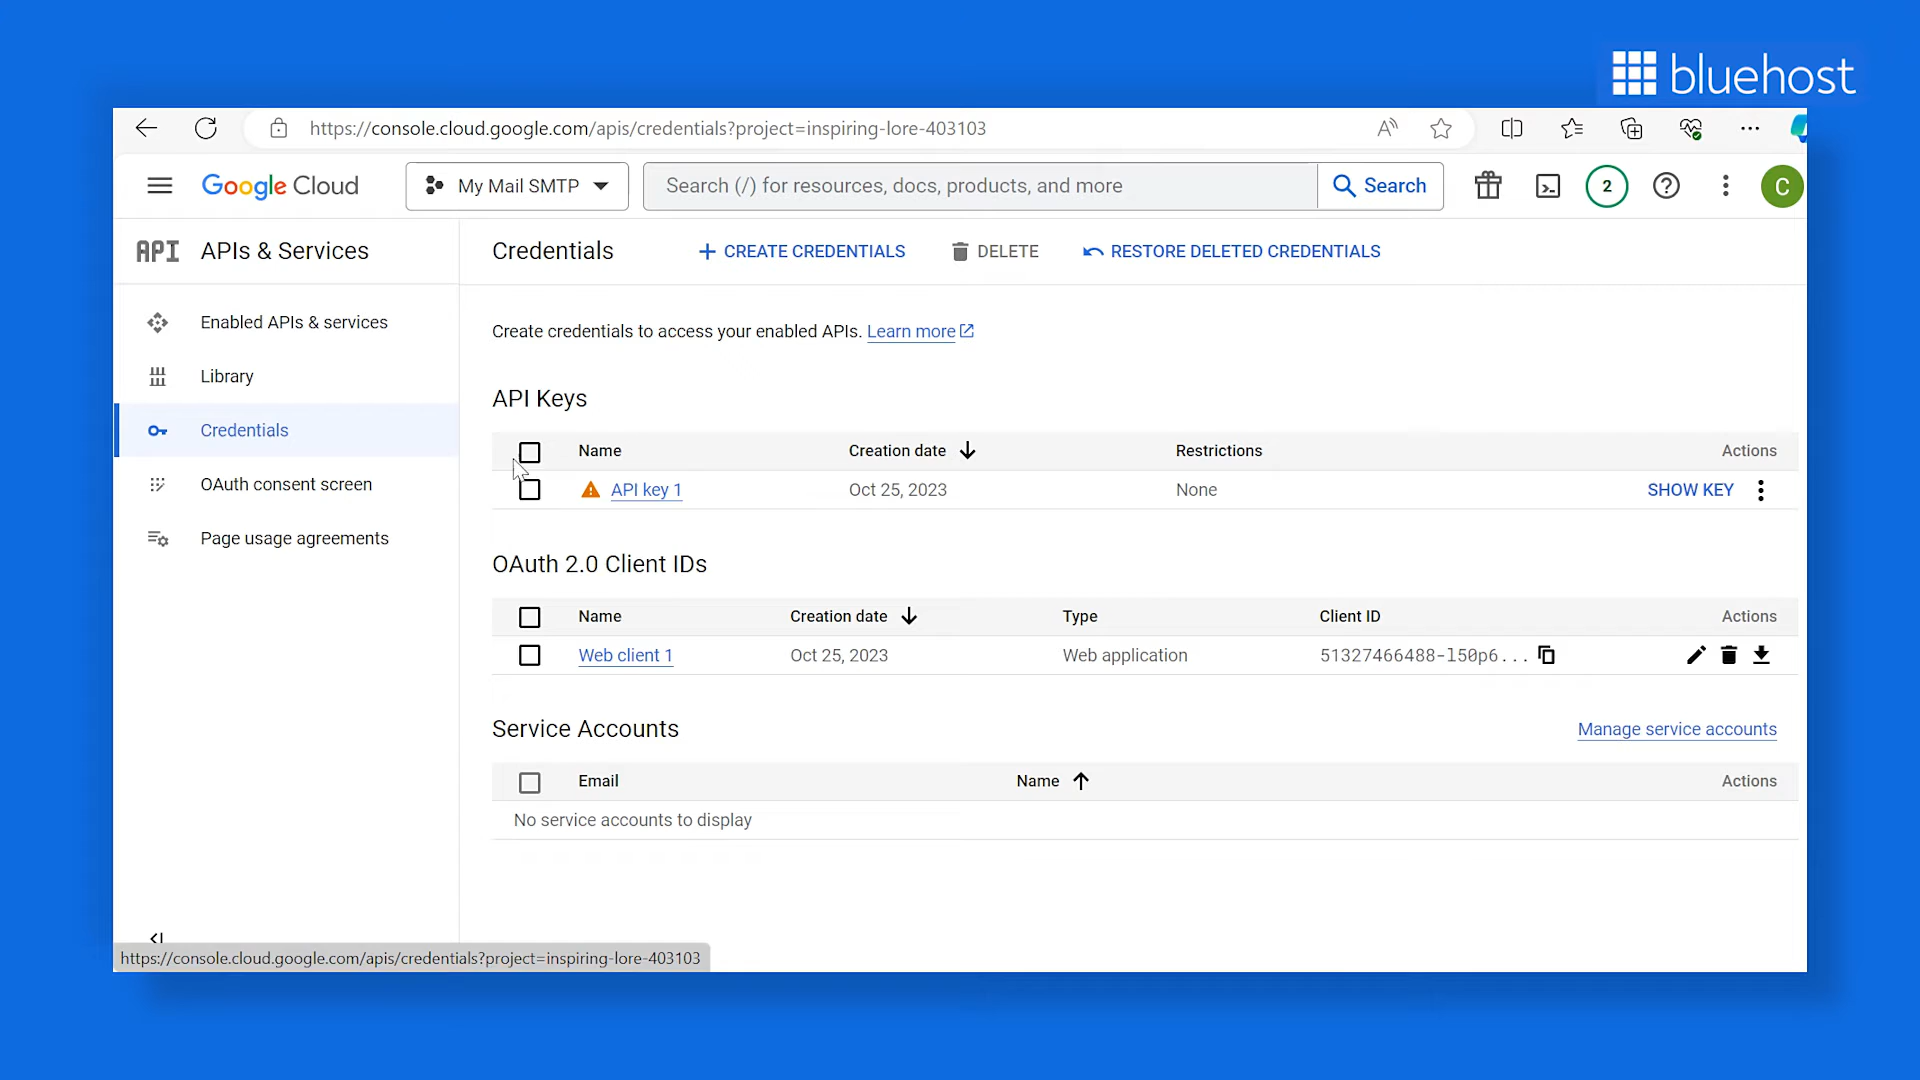 bluehost
https://console.cloud.google.com/apis/credentials?project=inspiring-lore-403103
Google Cloud
My Mail SMTP
Search (/) for resources, docs, products, and more
Search
2
C
API APIs & Services
Credentials
+ CREATE CREDENTIALS
DELETE
RESTORE DELETED CREDENTIALS
Enabled APIs & services
Library
Credentials
OAuth consent screen
Page usage agreements
Create credentials to access your enabled APIs. Learn more
API Keys
Name Creation date Restrictions Actions
API key 1 Oct 25, 2023 None SHOW KEY
OAuth 2.0 Client IDs
Name Creation date Type Client ID Actions
Web client 1 Oct 25, 2023 Web application 51327466488-l50p6...
Service Accounts
Manage service accounts
Email Name Actions
No service accounts to display
https://console.cloud.google.com/apis/credentials?project=inspiring-lore-403103